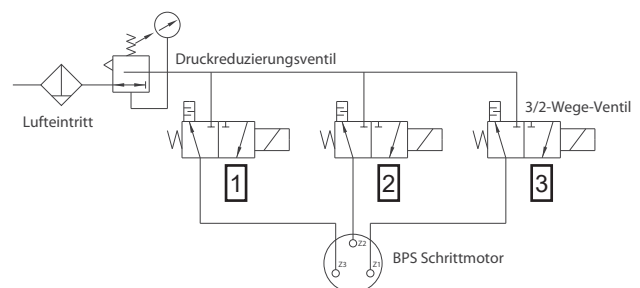 Druckreduzierungsventil
Lufteintritt
3/2-Wege-Ventil
1
2
3
Z2
Z3
Z1
BPS Schrittmotor